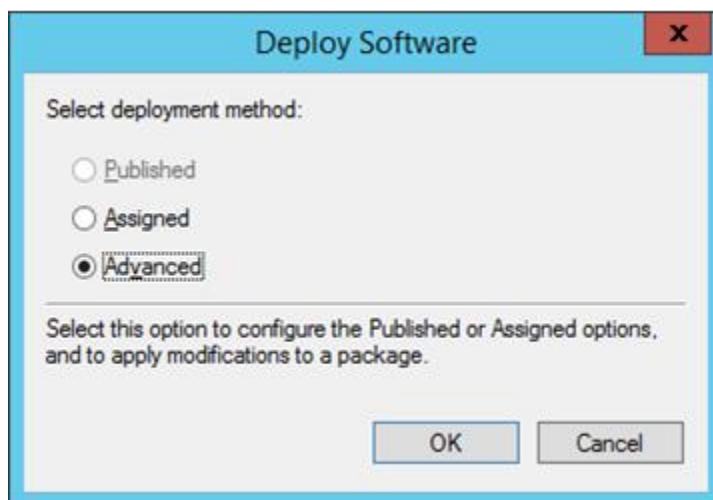 Deploy Software
x
Select deployment method:
Published
Assigned
Advanced
Select this option to configure the Published or Assigned options,
and to apply modifications to a package.
OK
Cancel